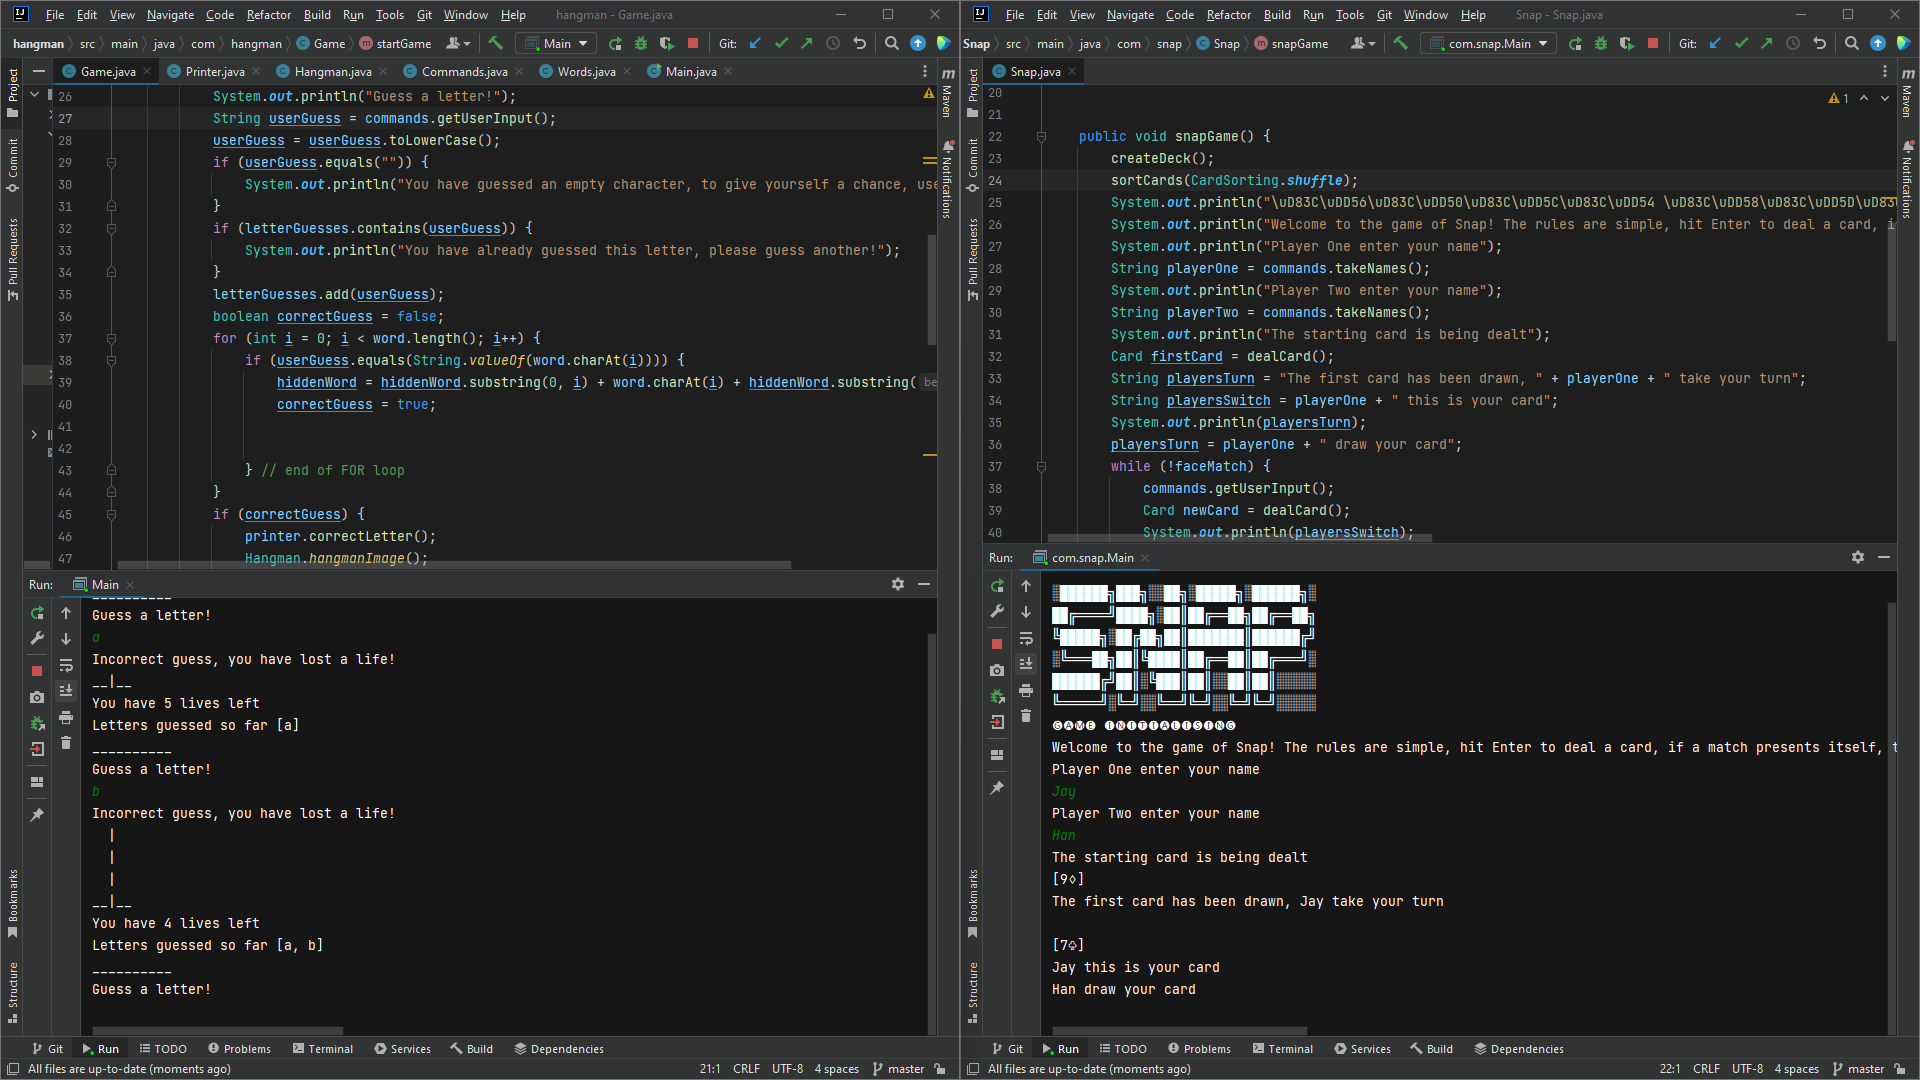 File Edit View Navigate Code Refactor Build Run Tools Git Window Help hangman - Game.java
hangman src main java com hangman Game startGame Main Git:
Game.java Printer.java Hangman.java Commands.java Words.java Main.java
Project
Commit
Pull Requests
Bookmarks
Structure
Maven
Notifications
26 System.out.println("Guess a letter!");
27 String userGuess = commands.getUserInput();
28 userGuess = userGuess.toLowerCase();
29 if (userGuess.equals("")) {
30 System.out.println("You have guessed an empty character, to give yourself a chance, use
31 }
32 if (letterGuesses.contains(userGuess)) {
33 System.out.println("You have already guessed this letter, please guess another!");
34 }
35 letterGuesses.add(userGuess);
36 boolean correctGuess = false;
37 for (int i = 0; i < word.length(); i++) {
38 if (userGuess.equals(String.valueOf(word.charAt(i)))) {
39 hiddenWord = hiddenWord.substring(0, i) + word.charAt(i) + hiddenWord.substring( be
40 correctGuess = true;
41
42
43 } // end of FOR loop
44 }
45 if (correctGuess) {
46 printer.correctLetter();
47 Hangman.hangmanImage();
Run: Main
__________
Guess a letter!
a
Incorrect guess, you have lost a life!
__|__
You have 5 lives left
Letters guessed so far [a]
__________
Guess a letter!
b
Incorrect guess, you have lost a life!
|
|
|
__|__
You have 4 lives left
Letters guessed so far [a, b]
__________
Guess a letter!
Git Run TODO Problems Terminal Services Build Dependencies
All files are up-to-date (moments ago) 21:1 CRLF UTF-8 4 spaces master
File Edit View Navigate Code Refactor Build Run Tools Git Window Help Snap - Snap.java
Snap src main java com snap Snap snapGame com.snap.Main Git:
Snap.java
Project
Commit
Pull Requests
Bookmarks
Structure
Maven
Notifications
1
20
21
22 public void snapGame() {
23 createDeck();
24 sortCards(CardSorting.shuffle);
25 System.out.println("\uD83C\uDD56\uD83C\uDD50\uD83C\uDD5C\uD83C\uDD54 \uD83C\uDD58\uD83C\uDD5D\uD83
26 System.out.println("Welcome to the game of Snap! The rules are simple, hit Enter to deal a card, i
27 System.out.println("Player One enter your name");
28 String playerOne = commands.takeNames();
29 System.out.println("Player Two enter your name");
30 String playerTwo = commands.takeNames();
31 System.out.println("The starting card is being dealt");
32 Card firstCard = dealCard();
33 String playersTurn = "The first card has been drawn, " + playerOne + " take your turn";
34 String playersSwitch = playerOne + " this is your card";
35 System.out.println(playersTurn);
36 playersTurn = playerOne + " draw your card";
37 while (!faceMatch) {
38 commands.getUserInput();
39 Card newCard = dealCard();
40 System.out.println(playersSwitch);
Run: com.snap.Main
SNAP
🅖🅐🅜🅔 🅘🅝🅘🅣🅘🅐🅛🅘🅢🅘🅝🅖
Welcome to the game of Snap! The rules are simple, hit Enter to deal a card, if a match presents itself, t
Player One enter your name
Jay
Player Two enter your name
Han
The starting card is being dealt
[9◊]
The first card has been drawn, Jay take your turn
[7♤]
Jay this is your card
Han draw your card
Git Run TODO Problems Terminal Services Build Dependencies
All files are up-to-date (moments ago) 22:1 CRLF UTF-8 4 spaces master